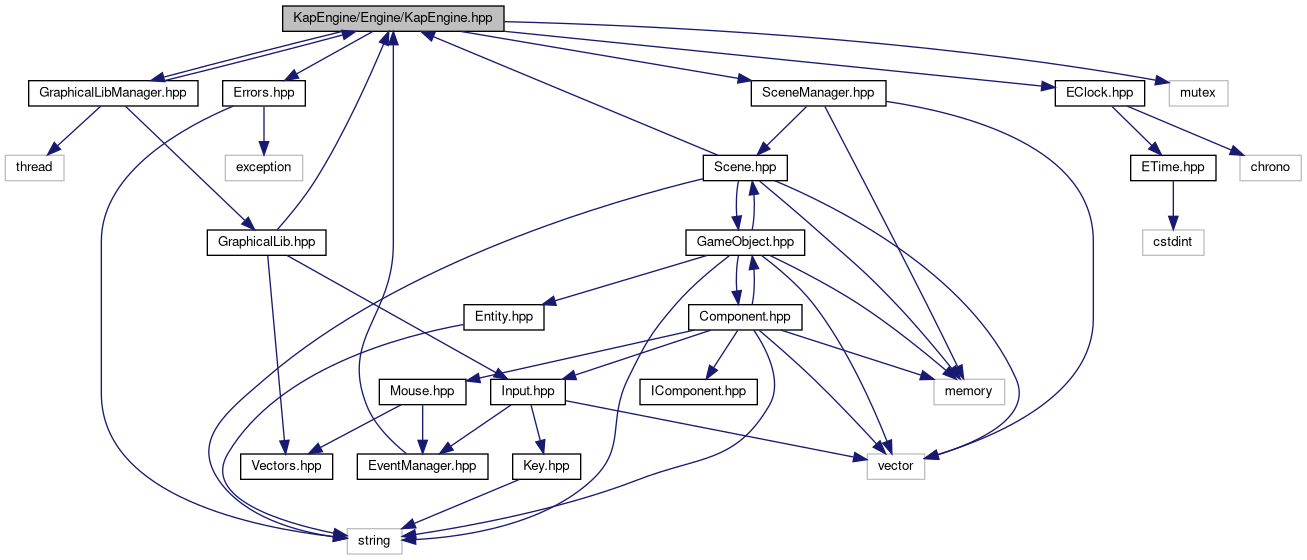 KapEngine/Engine/KapEngine.hpp
GraphicalLibManager.hpp
Errors.hpp
SceneManager.hpp
EClock.hpp
mutex
thread
exception
Scene.hpp
ETime.hpp
chrono
GraphicalLib.hpp
GameObject.hpp
cstdint
Entity.hpp
Component.hpp
Mouse.hpp
Input.hpp
IComponent.hpp
memory
Vectors.hpp
EventManager.hpp
Key.hpp
vector
string